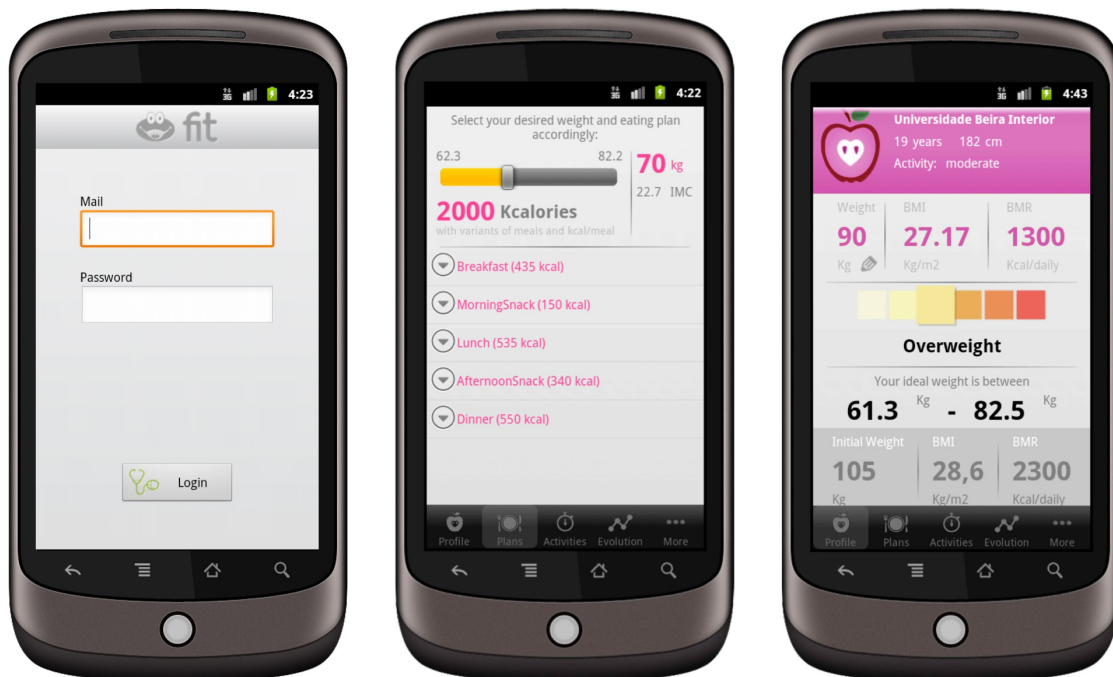 3G 4:23
fit
Mail
Password
Login
3G 4:22
Select your desired weight and eating plan
accordingly:
62.3 82.2
70 kg
22.7 IMC
2000 Kcalories
with variants of meals and kcal/meal
Breakfast (435 kcal)
MorningSnack (150 kcal)
Lunch (535 kcal)
AfternoonSnack (340 kcal)
Dinner (550 kcal)
Profile Plans Activities Evolution More
3G 4:43
Universidade Beira Interior
19 years 182 cm
Activity: moderate
Weight BMI BMR
90 27.17 1300
Kg Kg/m2 Kcal/daily
Overweight
Your ideal weight is between
61.3 Kg - 82.5 Kg
Initial Weight BMI BMR
105 28,6 2300
Kg Kg/m2 Kcal/daily
Profile Plans Activities Evolution More